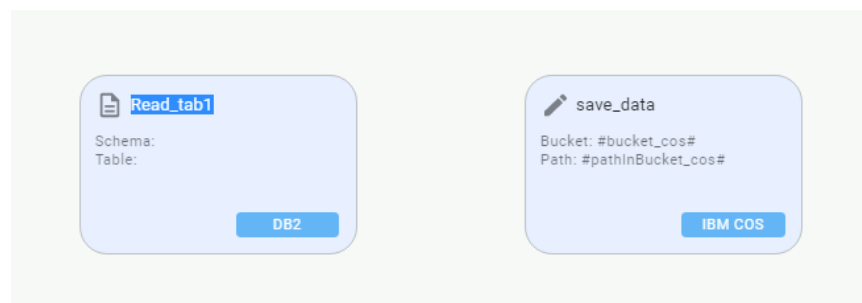 Read_tab1
Schema:
Table:
DB2
save_data
Bucket: #bucket_cos#
Path: #pathInBucket_cos#
IBM COS